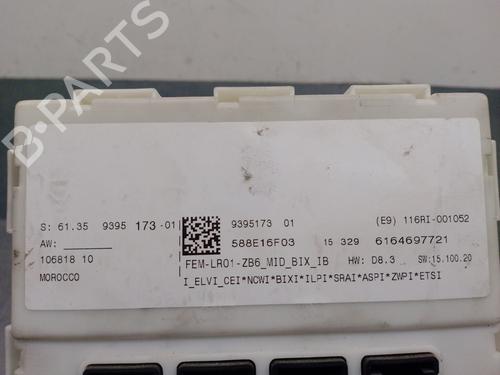 B-PARTS
S: 61.35 9395 173-01
9395173 01
(E9) 116RI-001052
AW:
588E16F03
15 329
6164697721
106818 10
FEM-LR01-ZB6_MID_BIX_IB
HW: D8.3
SW:15.100.20
MOROCCO
I_ELVI_CEI*NCWI*BIXI*ILPI*SRAI*ASPI*ZWPI*ETSI